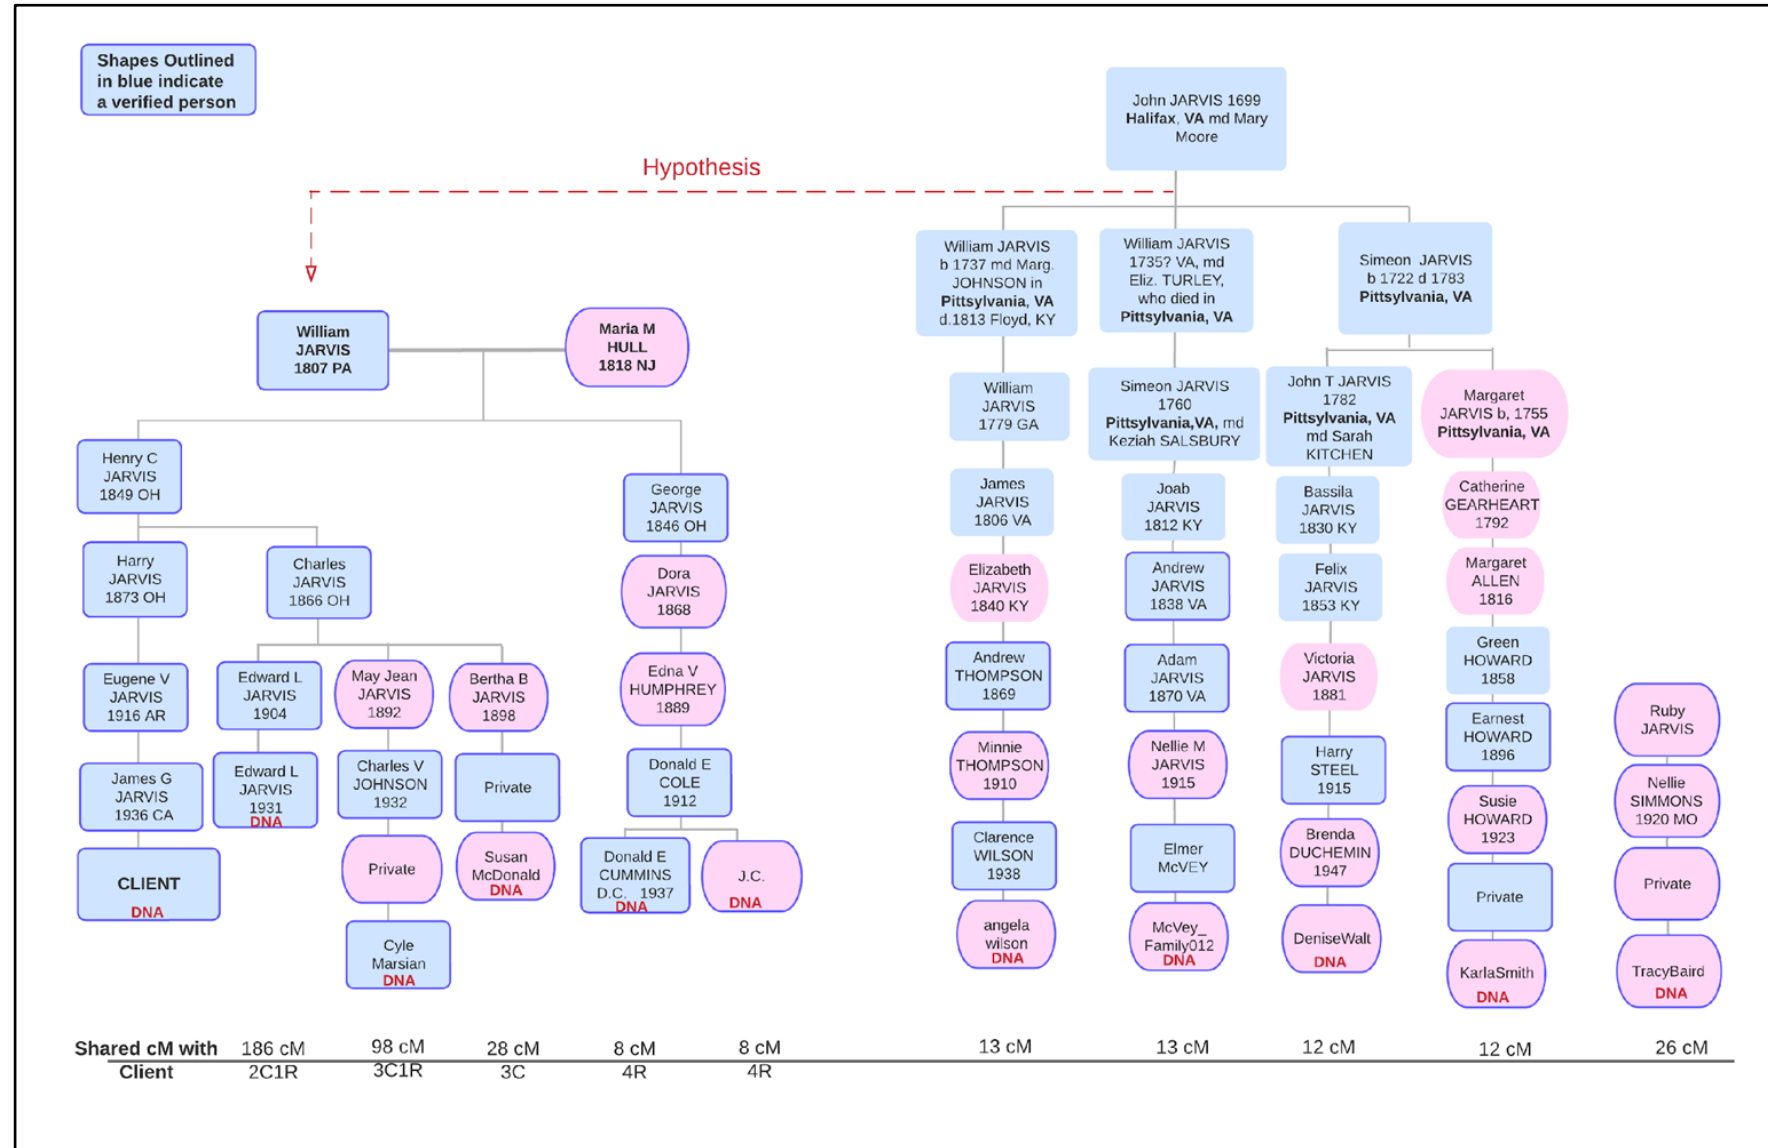 Shapes Outlined
in blue indicate
a verified person
John JARVIS 1699
Halifax, VA md Mary
Moore
Hypothesis
William JARVIS
b 1737 md Marg.
JOHNSON in
Pittsylvania, VA
d.1813 Floyd, KY
William JARVIS
1735? VA, md
Eliz. TURLEY,
who died in
Pittsylvania, VA
Simeon JARVIS
b 1722 d 1783
Pittsylvania, VA
William
JARVIS
1807 PA
Maria M
HULL
1818 NJ
William
JARVIS
1779 GA
Simeon JARVIS
1760
Pittsylvania,VA, md
Keziah SALSBURY
John T JARVIS
1782
Pittsylvania, VA
md Sarah
KITCHEN
Margaret
JARVIS b, 1755
Pittsylvania, VA
Henry C
JARVIS
1849 OH
George
JARVIS
1846 OH
James
JARVIS
1806 VA
Joab
JARVIS
1812 KY
Bassila
JARVIS
1830 KY
Catherine
GEARHEART
1792
Harry
JARVIS
1873 OH
Charles
JARVIS
1866 OH
Dora
JARVIS
1868
Elizabeth
JARVIS
1840 KY
Andrew
JARVIS
1838 VA
Felix
JARVIS
1853 KY
Margaret
ALLEN
1816
Eugene V
JARVIS
1916 AR
Edward L
JARVIS
1904
May Jean
JARVIS
1892
Bertha B
JARVIS
1898
Edna V
HUMPHREY
1889
Andrew
THOMPSON
1869
Adam
JARVIS
1870 VA
Victoria
JARVIS
1881
Green
HOWARD
1858
Ruby
JARVIS
James G
JARVIS
1936 CA
Edward L
JARVIS
1931
DNA
Charles V
JOHNSON
1932
Private
Donald E
COLE
1912
Minnie
THOMPSON
1910
Nellie M
JARVIS
1915
Harry
STEEL
1915
Earnest
HOWARD
1896
Nellie
SIMMONS
1920 MO
CLIENT
DNA
Private
Susan
McDonald
DNA
Donald E
CUMMINS
D.C. 1937
DNA
J.C.
DNA
Clarence
WILSON
1938
Elmer
McVEY
Brenda
DUCHEMIN
1947
Susie
HOWARD
1923
Private
Cyle
Marsian
DNA
angela
wilson
DNA
McVey_
Family012
DNA
DeniseWalt
DNA
Private
KarlaSmith
DNA
TracyBaird
DNA
Shared cM with 186 cM 98 cM 28 cM 8 cM 8 cM 13 cM 13 cM 12 cM 12 cM 26 cM
Client 2C1R 3C1R 3C 4R 4R